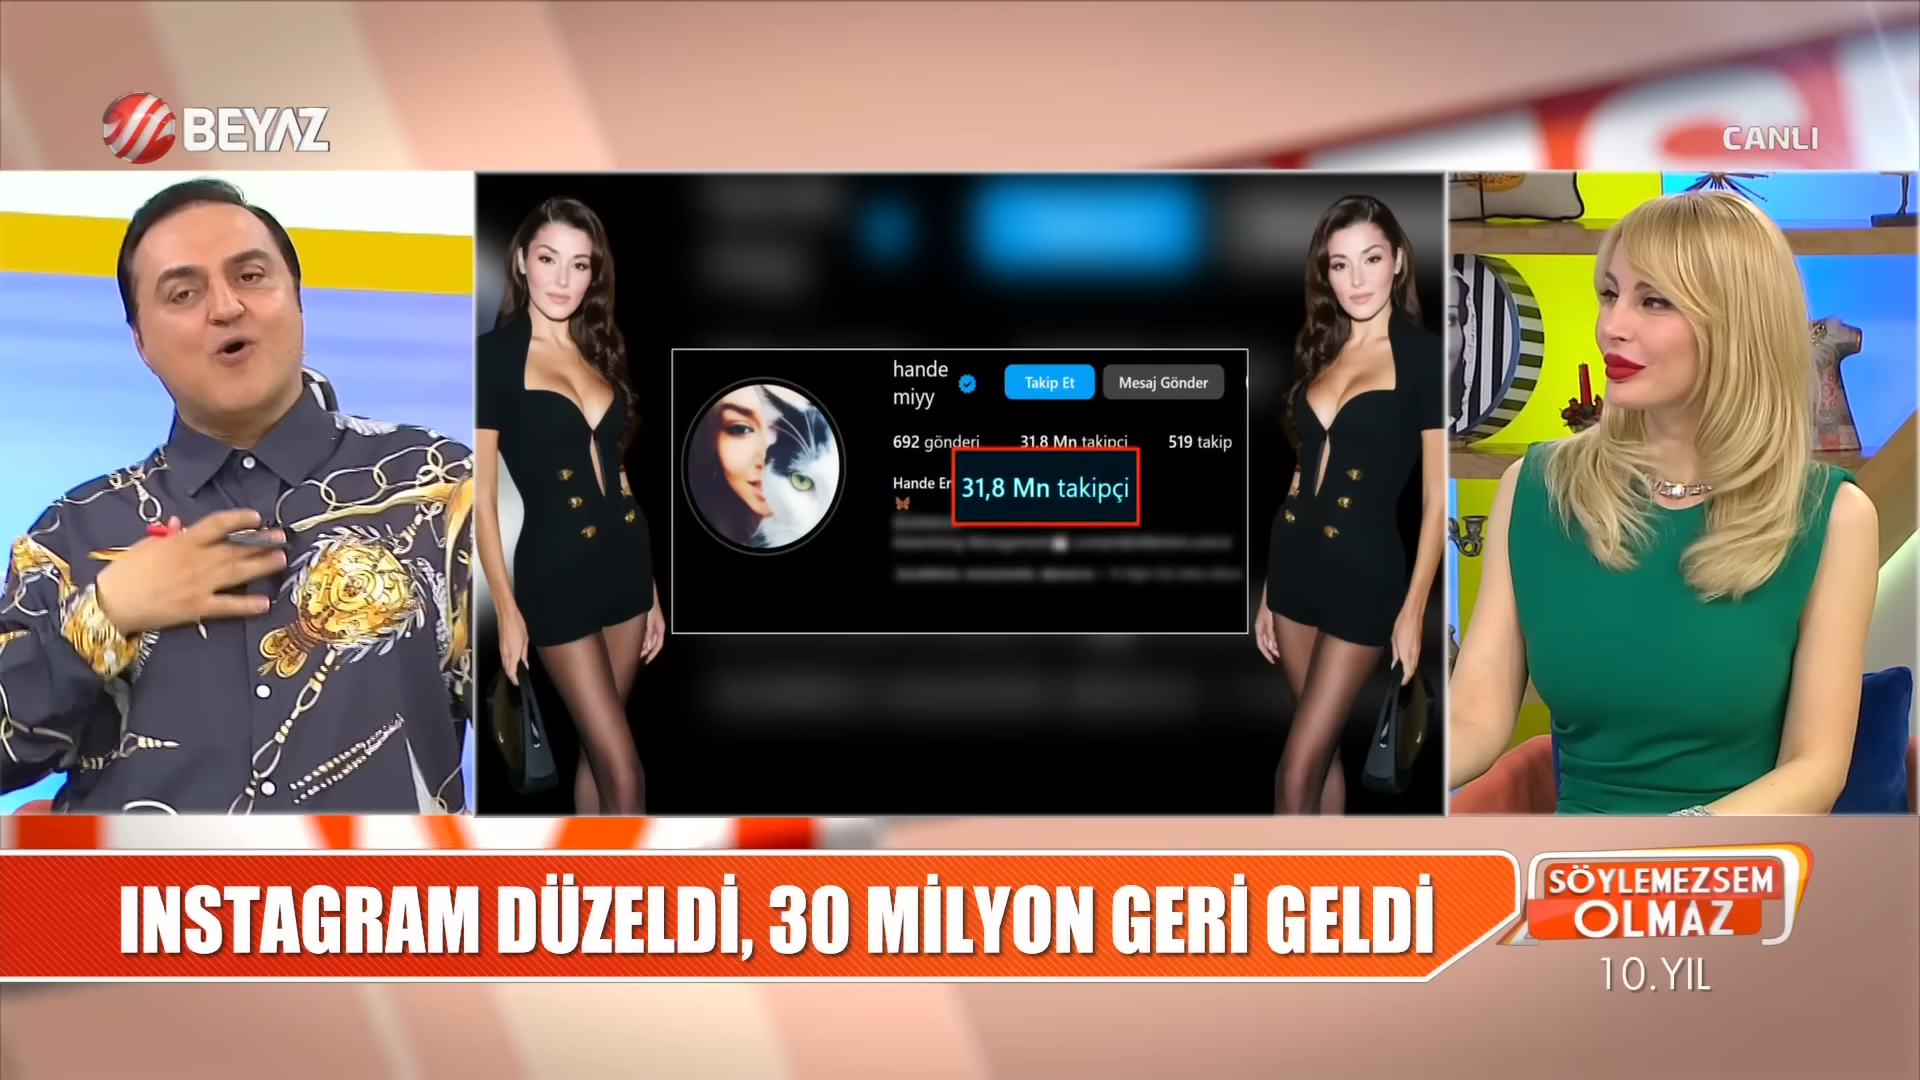 BEYAZ
CANLI
hande
miyy
Takip Et
Mesaj Gönder
692 gönderi
31,8 Mn takipçi
519 takip
Hande Er
31,8 Mn takipçi
INSTAGRAM DÜZELDİ, 30 MİLYON GERİ GELDİ
SÖYLEMEZSEM
OLMAZ
10.YIL